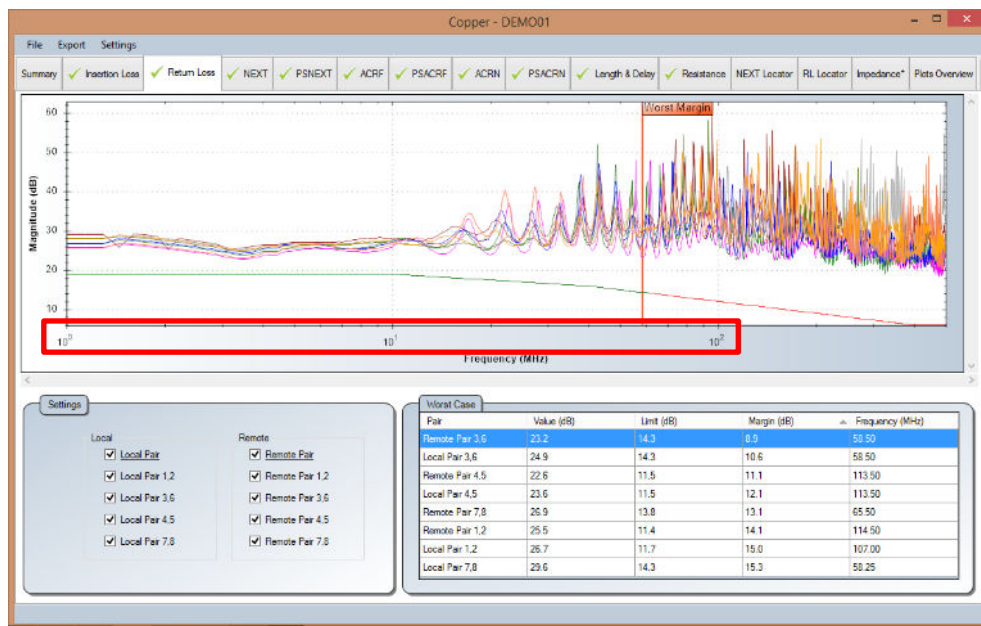 Copper - DEMO01
File Export Settings
Summary Insertion Loss Return Loss NEXT PSNEXT ACRF PSACRF ACRN PSACRN Length & Delay Resistance NEXT Locator RL Locator Impedance* Plots Overview
Worst Margin
60
50
40
30
20
10
Magnitude (dB)
10⁰ 10¹ 10²
Frequency (MHz)
Settings
Local Remote
Local Pair Remote Pair
Local Pair 1,2 Remote Pair 1,2
Local Pair 3,6 Remote Pair 3,6
Local Pair 4,5 Remote Pair 4,5
Local Pair 7,8 Remote Pair 7,8
Worst Case
Pair Value (dB) Limit (dB) Margin (dB) Frequency (MHz)
Remote Pair 3,6 23.2 14.3 8.9 58.50
Local Pair 3,6 24.9 14.3 10.6 58.50
Remote Pair 4,5 22.6 11.5 11.1 113.50
Local Pair 4,5 23.6 11.5 12.1 113.50
Remote Pair 7,8 26.9 13.8 13.1 65.50
Remote Pair 1,2 25.5 11.4 14.1 114.50
Local Pair 1,2 26.7 11.7 15.0 107.00
Local Pair 7,8 29.6 14.3 15.3 58.25